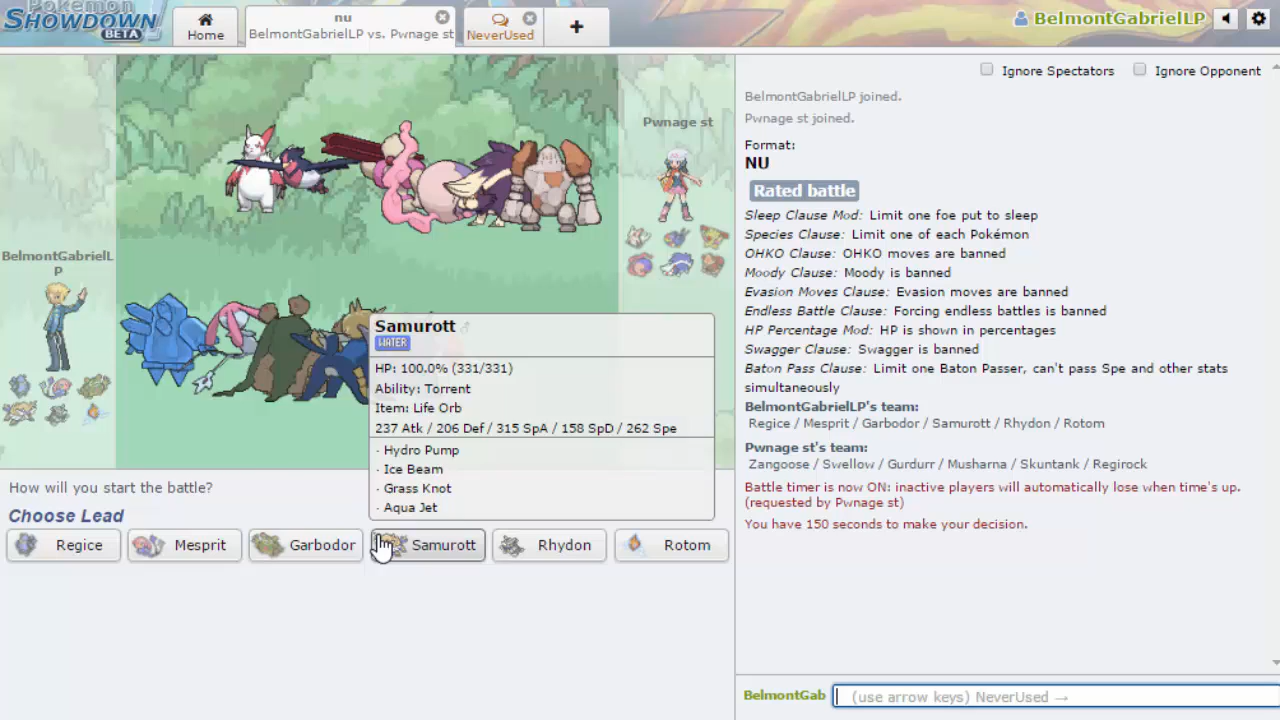 Pokémon
SHOWDOWN
BETA
Home
nu
BelmontGabrielLP vs. Pwnage st
NeverUsed
+
BelmontGabrielLP
Ignore Spectators
Ignore Opponent
BelmontGabrielL
P
Pwnage st
Samurott
WATER
HP: 100.0% (331/331)
Ability: Torrent
Item: Life Orb
237 Atk / 206 Def / 315 SpA / 158 SpD / 262 Spe
· Hydro Pump
· Ice Beam
· Grass Knot
· Aqua Jet
How will you start the battle?
Choose Lead
Regice
Mesprit
Garbodor
Samurott
Rhydon
Rotom
BelmontGabrielLP joined.
Pwnage st joined.
Format:
NU
Rated battle
Sleep Clause Mod: Limit one foe put to sleep
Species Clause: Limit one of each Pokémon
OHKO Clause: OHKO moves are banned
Moody Clause: Moody is banned
Evasion Moves Clause: Evasion moves are banned
Endless Battle Clause: Forcing endless battles is banned
HP Percentage Mod: HP is shown in percentages
Swagger Clause: Swagger is banned
Baton Pass Clause: Limit one Baton Passer, can't pass Spe and other stats
simultaneously
BelmontGabrielLP's team:
Regice / Mesprit / Garbodor / Samurott / Rhydon / Rotom
Pwnage st's team:
Zangoose / Swellow / Gurdurr / Musharna / Skuntank / Regirock
Battle timer is now ON: inactive players will automatically lose when time's up.
(requested by Pwnage st)
You have 150 seconds to make your decision.
BelmontGab
(use arrow keys) NeverUsed →